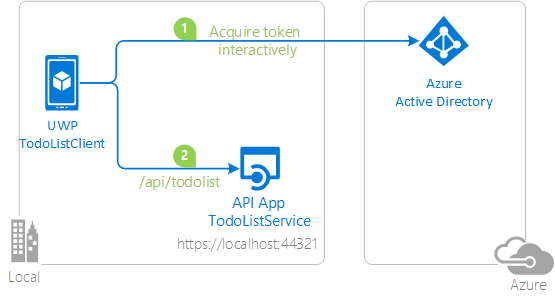 1
Acquire token
interactively
Azure
Active Directory
UWP
TodoListClient
2
/api/todolist
API App
TodoListService
https://localhost:44321
Local
Azure